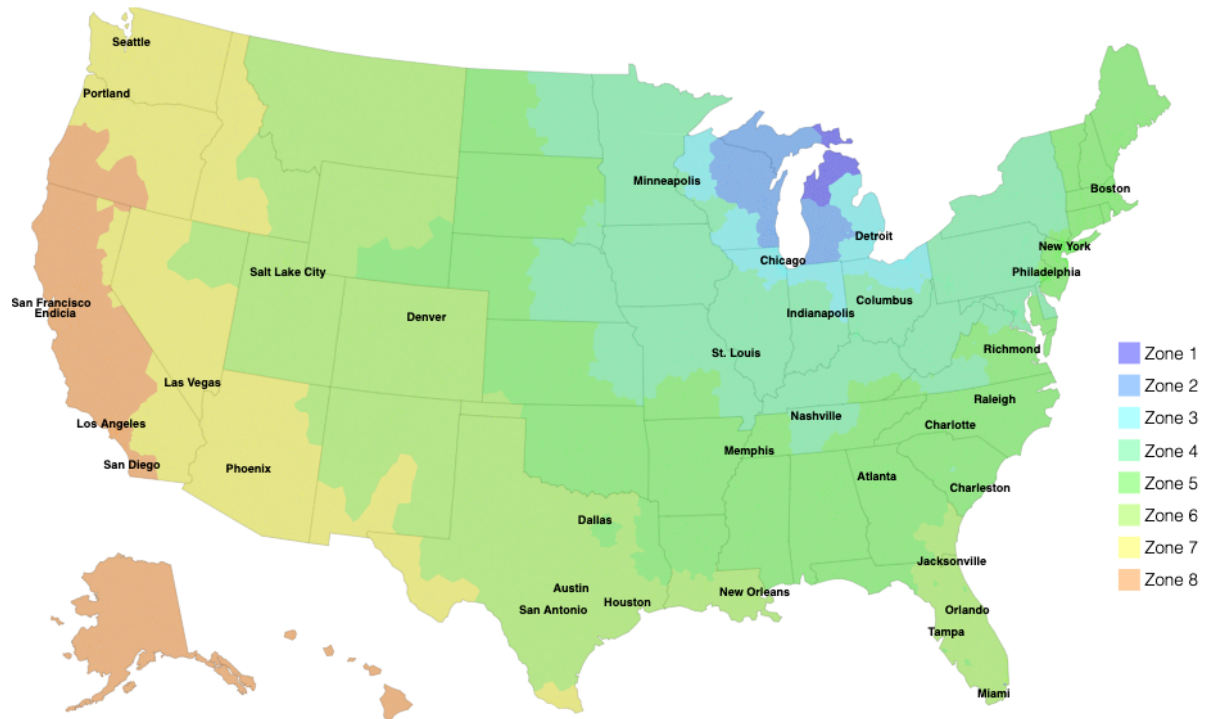 Seattle
Portland
Minneapolis
Boston
Detroit
New York
Chicago
Salt Lake City
Philadelphia
San Francisco
Endicia
Columbus
Indianapolis
Denver
St. Louis
Richmond
Las Vegas
Raleigh
Nashville
Los Angeles
Charlotte
Memphis
San Diego
Phoenix
Atlanta
Charleston
Dallas
Jacksonville
Austin
New Orleans
San Antonio
Houston
Orlando
Tampa
Miami
Zone 1
Zone 2
Zone 3
Zone 4
Zone 5
Zone 6
Zone 7
Zone 8